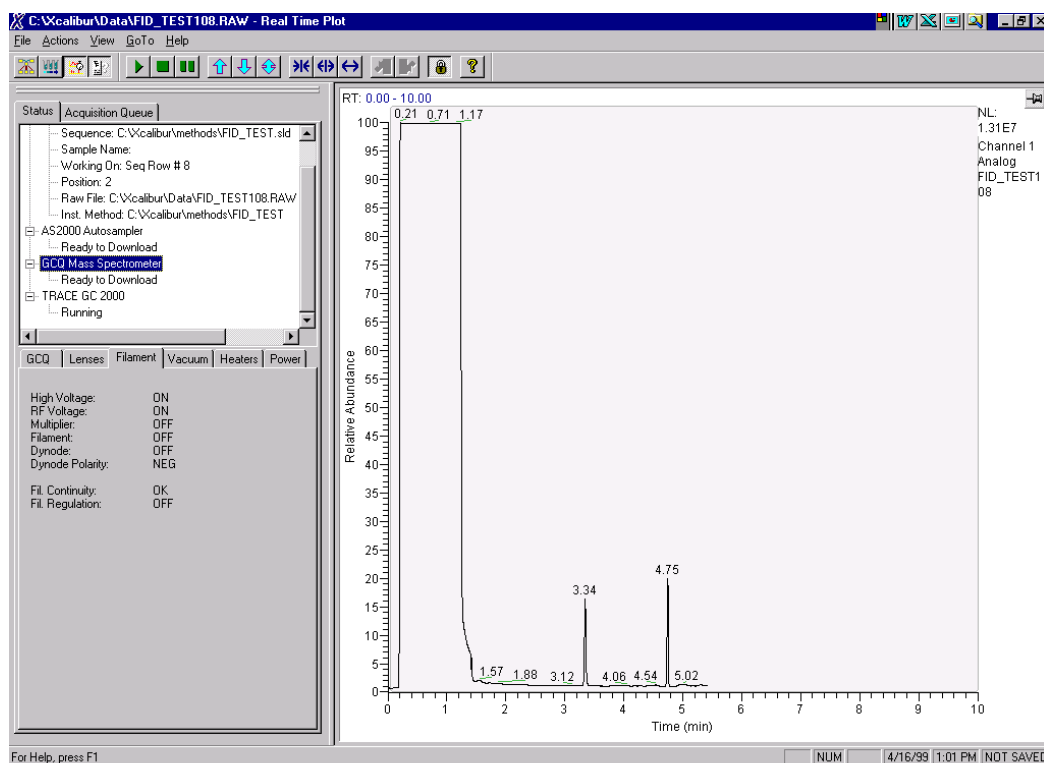 C:\Xcalibur\Data\FID_TEST108.RAW - Real Time Plot
File Actions View GoTo Help
Status Acquisition Queue
Sequence: C:\Xcalibur\methods\FID_TEST.sld
Sample Name:
Working On: Seq Row # 8
Position: 2
Raw File: C:\Xcalibur\Data\FID_TEST108.RAW
Inst. Method: C:\Xcalibur\methods\FID_TEST
AS2000 Autosampler
Ready to Download
GCQ Mass Spectrometer
Ready to Download
TRACE GC 2000
Running
GCQ Lenses Filament Vacuum Heaters Power
High Voltage: ON
RF Voltage: ON
Multiplier: OFF
Filament: OFF
Dynode: OFF
Dynode Polarity: NEG
Fil. Continuity: OK
Fil. Regulation: OFF
RT: 0.00 - 10.00
0.21 0.71 1.17
NL:
1.31E7
Channel 1
Analog
FID_TEST1
08
100
95
90
85
80
75
70
65
60
55
50
45
40
35
30
25
20
15
10
5
0
Relative Abundance
4.75
3.34
1.57 1.88 3.12 4.06 4.54 5.02
0 1 2 3 4 5 6 7 8 9 10
Time (min)
For Help, press F1
NUM 4/16/99 1:01 PM NOT SAVED